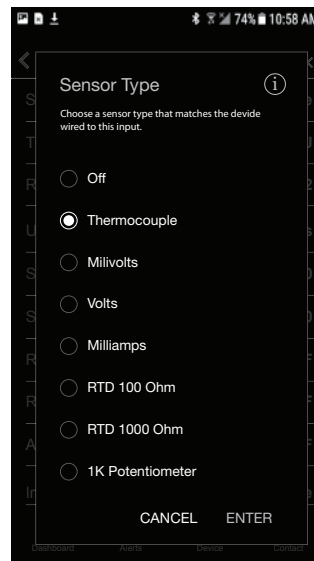 74% 10:58 AM
Sensor Type
Choose a sensor type that matches the devide
wired to this input.
Off
Thermocouple
Milivolts
Volts
Milliamps
RTD 100 Ohm
RTD 1000 Ohm
1K Potentiometer
CANCEL ENTER
Dashboard Alerts Device Contact